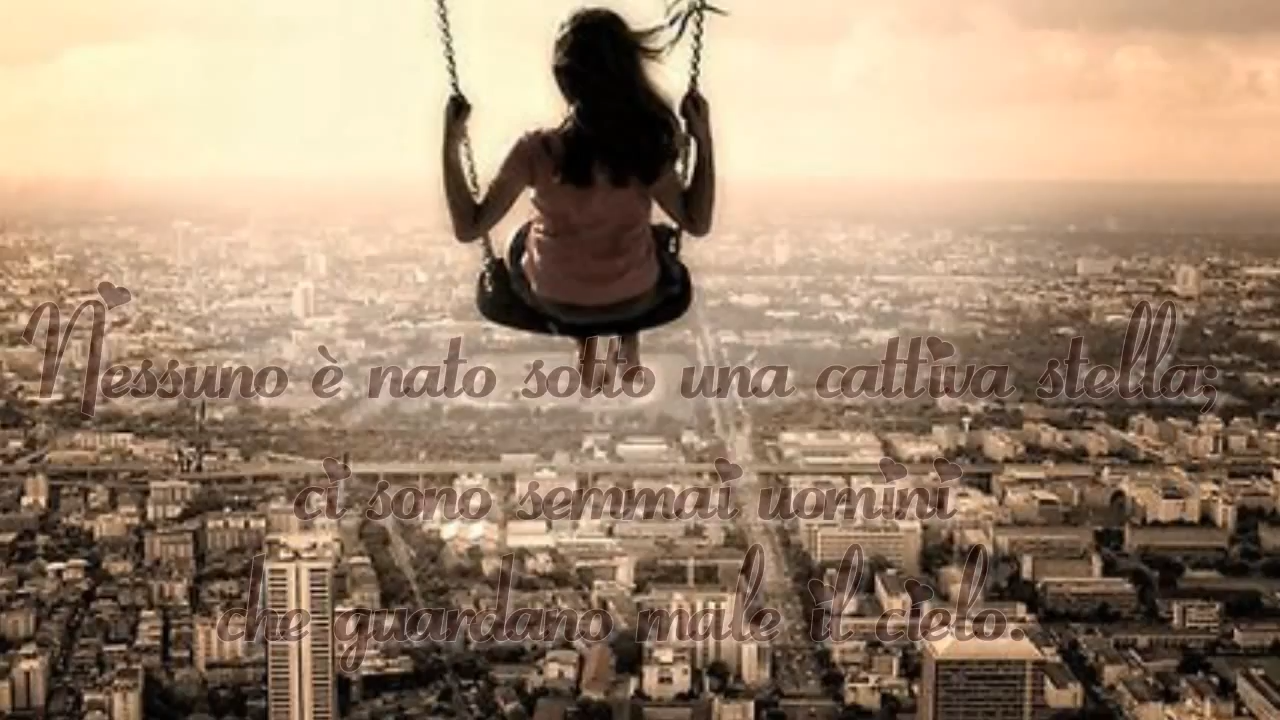 Nessuno è nato sotto una cattiva stella;
ci sono semmai uomini
che guardano male il cielo.